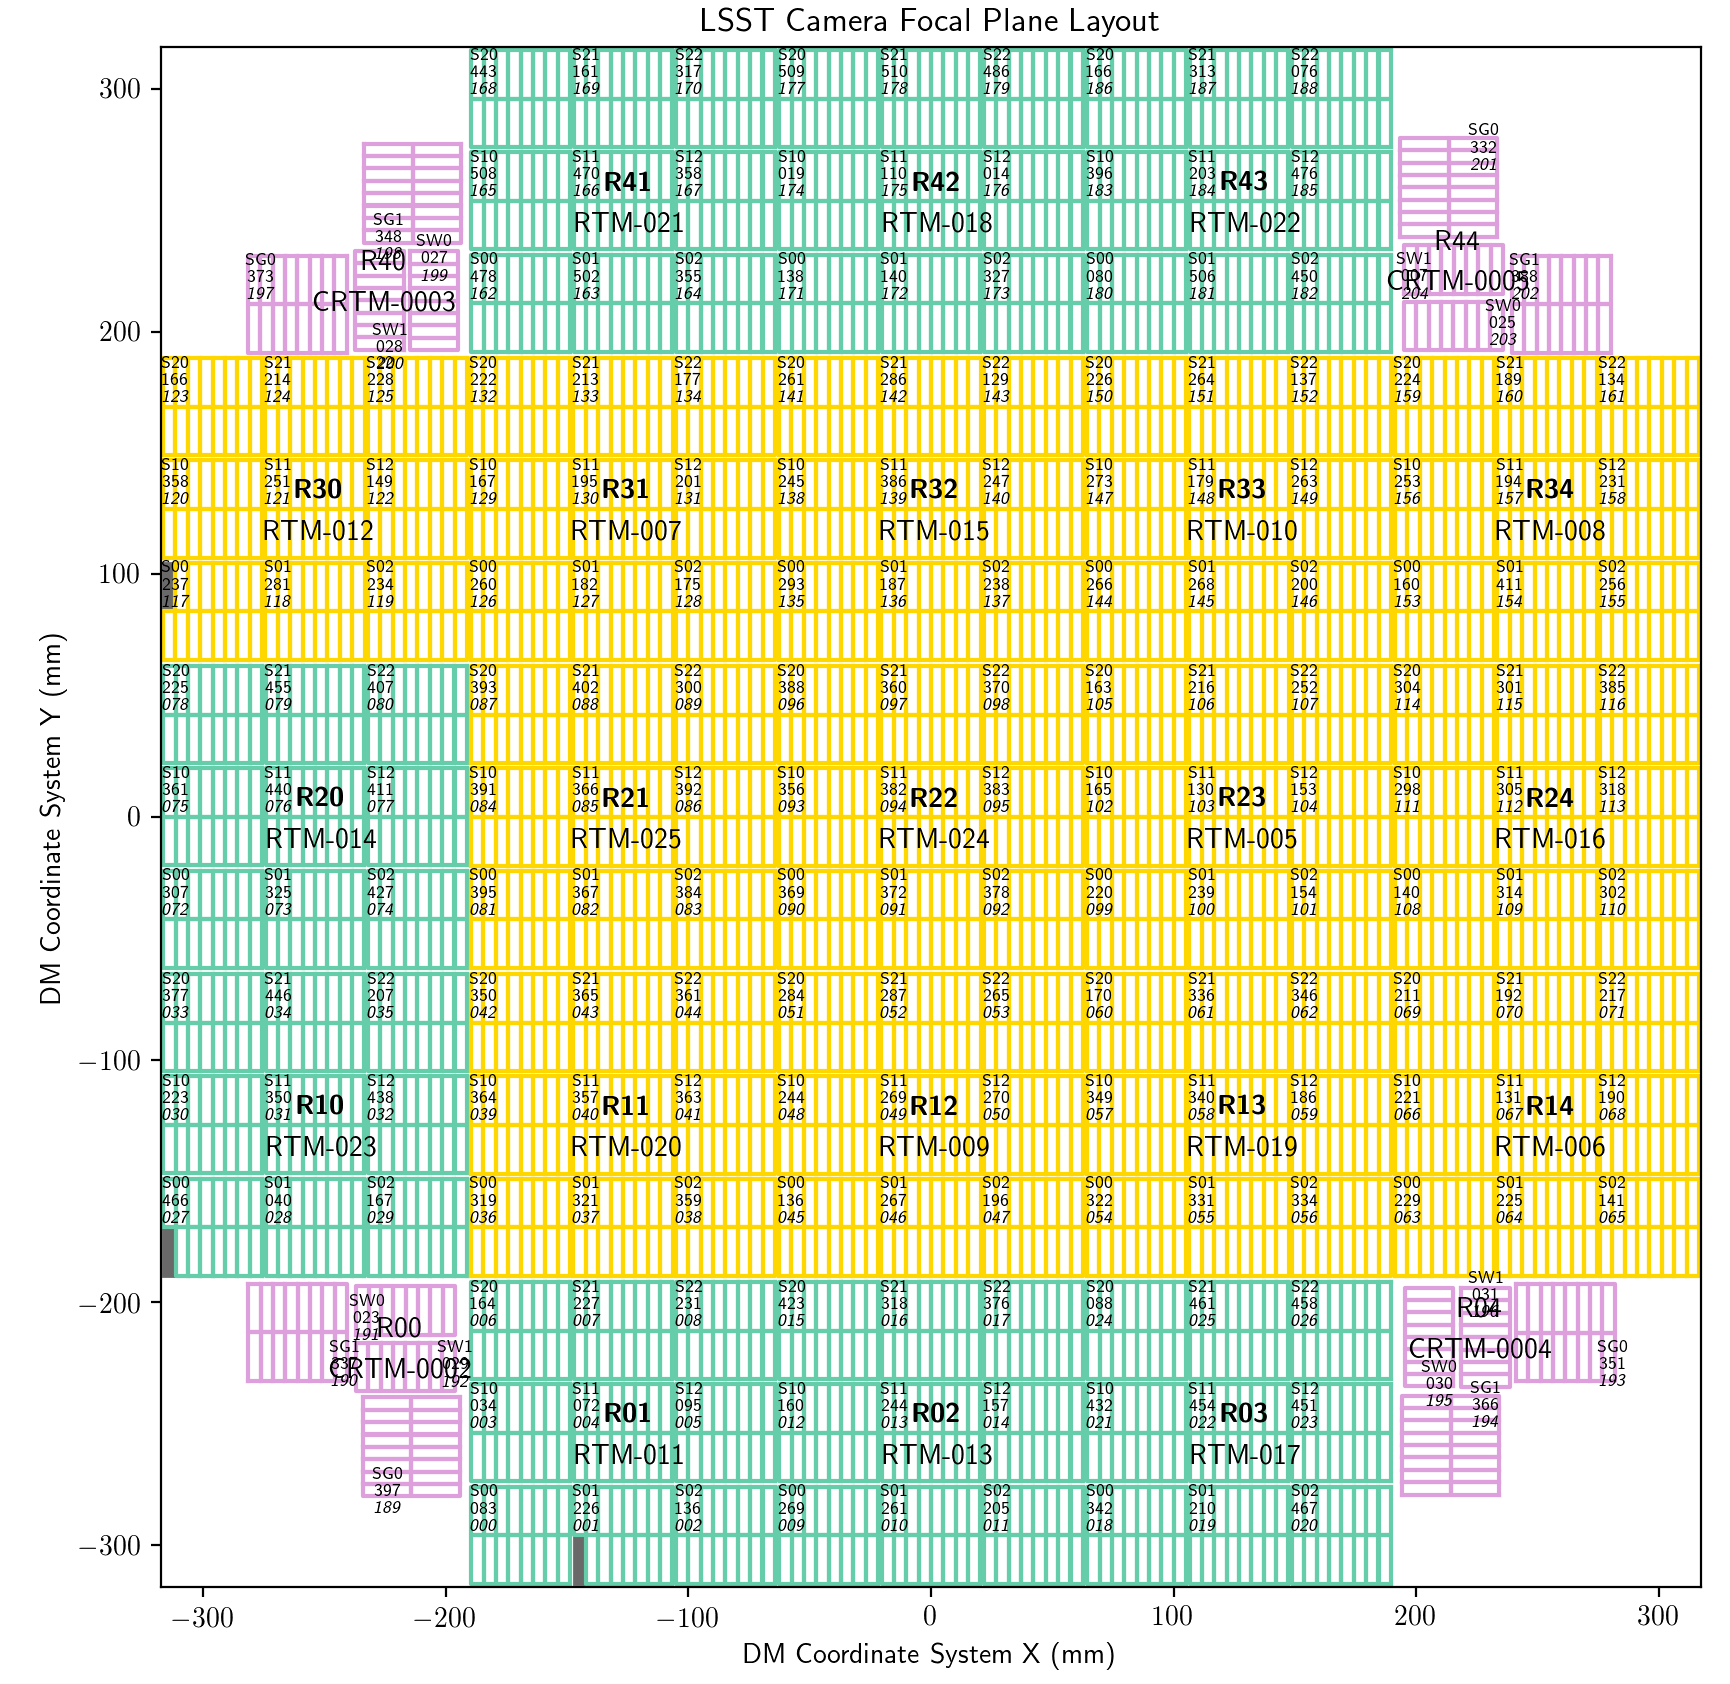 LSST Camera Focal Plane Layout
S20 S21 S22 S20 S21 S22 S20 S21 S22
443 161 317 509 510 486 166 313 076
300 168 169 170 177 178 179 186 187 188
SG0
332
201
S10 S11 S12 S10 S11 S12 S10 S11 S12
508 470 358 019 110 014 396 203 476
165 166 R41 167 174 175 R42 176 183 184 R43 185
RTM-021 RTM-018 RTM-022
SG1
348
198
SW0
027
199
R40
R44
SG0
373
197
SW1
204
CRTM-0005
SG1
202
S00 S01 S02 S00 S01 S02 S00 S01 S02
478 502 355 138 140 327 080 506 450
162 163 164 171 172 173 180 181 182
CRTM-0003
SW0
025
203
SW1
028
200
200
S20 S21 S22 S20 S21 S22 S20 S21 S22 S20 S21 S22 S20 S21 S22
166 214 228 222 213 177 261 286 129 226 264 137 224 189 134
123 124 125 132 133 134 141 142 143 150 151 152 159 160 161
S10 S11 S12 S10 S11 S12 S10 S11 S12 S10 S11 S12 S10 S11 S12
358 251 149 167 195 201 245 386 247 273 179 263 253 194 231
120 121 R30 122 129 130 R31 131 138 139 R32 140 147 148 R33 149 156 157 R34 158
RTM-012 RTM-007 RTM-015 RTM-010 RTM-008
100
S00 S01 S02 S00 S01 S02 S00 S01 S02 S00 S01 S02 S00 S01 S02
237 281 234 260 182 175 293 187 238 266 268 200 160 411 256
117 118 119 126 127 128 135 136 137 144 145 146 153 154 155
S20 S21 S22 S20 S21 S22 S20 S21 S22 S20 S21 S22 S20 S21 S22
225 455 407 393 402 300 388 360 370 163 216 252 304 301 385
078 079 080 087 088 089 096 097 098 105 106 107 114 115 116
S10 S11 S12 S10 S11 S12 S10 S11 S12 S10 S11 S12 S10 S11 S12
361 440 411 391 366 392 356 382 383 165 130 153 298 305 318
075 076 R20 077 084 085 R21 086 093 094 R22 095 102 103 R23 104 111 112 R24 113
0
RTM-014 RTM-025 RTM-024 RTM-005 RTM-016
S00 S01 S02 S00 S01 S02 S00 S01 S02 S00 S01 S02 S00 S01 S02
307 325 427 395 367 384 369 372 378 220 239 154 140 314 302
072 073 074 081 082 083 090 091 092 099 100 101 108 109 110
S20 S21 S22 S20 S21 S22 S20 S21 S22 S20 S21 S22 S20 S21 S22
377 446 207 350 365 361 284 287 265 170 336 346 211 192 217
033 034 035 042 043 044 051 052 053 060 061 062 069 070 071
−100
S10 S11 S12 S10 S11 S12 S10 S11 S12 S10 S11 S12 S10 S11 S12
223 350 438 364 357 363 244 269 270 349 340 186 221 131 190
030 031 R10 032 039 040 R11 041 048 049 R12 050 057 058 R13 059 066 067 R14 068
RTM-023 RTM-020 RTM-009 RTM-019 RTM-006
S00 S01 S02 S00 S01 S02 S00 S01 S02 S00 S01 S02 S00 S01 S02
466 040 167 319 321 359 136 267 196 322 331 334 229 225 141
027 028 029 036 037 038 045 046 047 054 055 056 063 064 065
S20 S21 S22 S20 S21 S22 S20 S21 S22
164 227 231 423 318 376 088 461 458
006 007 008 015 016 017 024 025 026
−200
SW0
023
191
R00
SW1
031
R04
SG1
190
SW1
029
192
CRTM-0002
CRTM-0004
SG0
351
193
SW0
030
195
SG1
366
194
S10 S11 S12 S10 S11 S12 S10 S11 S12
034 072 095 160 244 157 432 454 451
003 004 R01 005 012 013 R02 014 021 022 R03 023
RTM-011 RTM-013 RTM-017
SG0
397
189
S00 S01 S02 S00 S01 S02 S00 S01 S02
083 226 136 269 261 205 342 210 467
000 001 002 009 010 011 018 019 020
−300
−300 −200 −100 0 100 200 300
DM Coordinate System X (mm)
DM Coordinate System Y (mm)